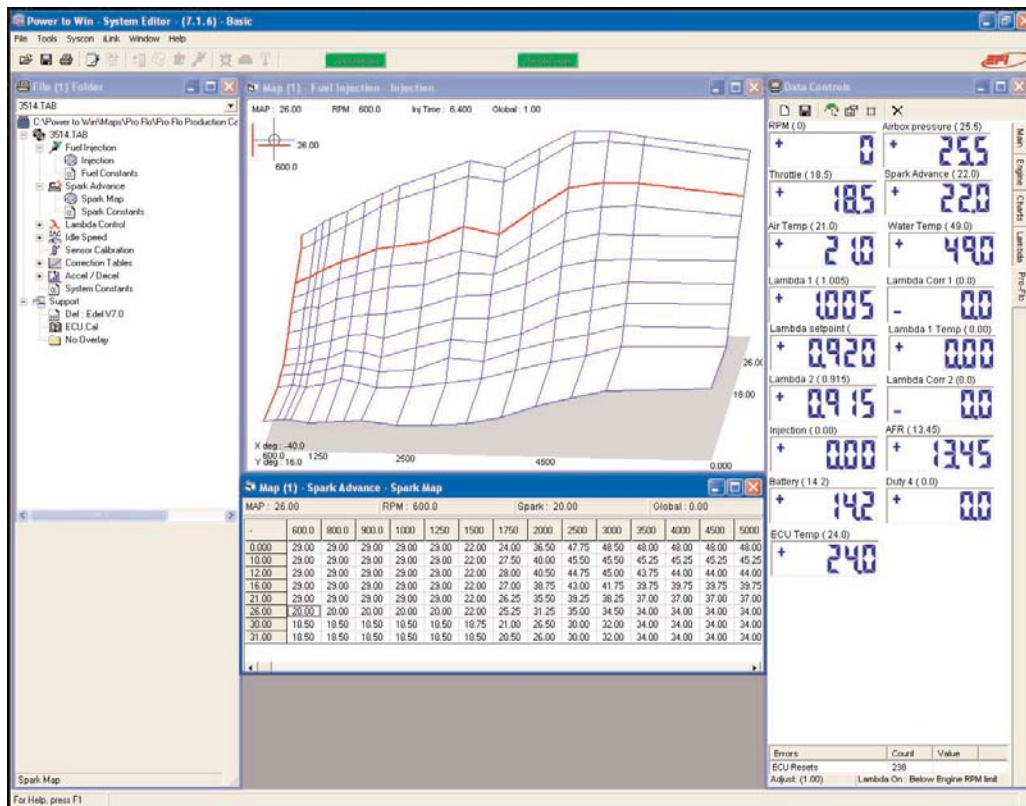 Power to Win - System Editor - (7.1.6) - Basic
File Tools Syscon iLink Window Help
EFI
File (1) Folder
3514.TAB
C:\Power to Win\Maps\Pro Flo\Pro Flo Production Ca
3514.TAB
Fuel Injection
Injection
Fuel Constants
Spark Advance
Spark Map
Spark Constants
Lambda Control
Idle Speed
Sensor Calibration
Correction Tables
Accel / Decel
System Constants
Support
Def : Edel V7.0
ECU.Cal
No Overlay
Spark Map
Map (1) - Fuel Injection - Injection
MAP : 26.00 RPM : 600.0 Inj Time : 6.400 Global : 1.00
26.00
600.0
26.00
18.00
X deg : -40.0
600.0 1250 2500 4500 0.000
Y deg : 16.0
Map (1) - Spark Advance - Spark Map
MAP : 26.00 RPM : 600.0 Spark : 20.00 Global : 0.00
- 600.0 800.0 900.0 1000 1250 1500 1750 2000 2500 3000 3500 4000 4500 5000
0.000 29.00 29.00 29.00 29.00 29.00 22.00 24.00 36.50 47.75 48.50 48.00 48.00 48.00 48.00
10.00 29.00 29.00 29.00 29.00 29.00 22.00 27.50 40.00 45.50 45.50 45.25 45.25 45.25 45.25
12.00 29.00 29.00 29.00 29.00 29.00 22.00 28.00 40.50 44.75 45.00 43.75 44.00 44.00 44.00
16.00 29.00 29.00 29.00 29.00 29.00 22.00 27.00 38.75 43.00 41.75 39.75 39.75 39.75 39.75
21.00 29.00 29.00 29.00 29.00 29.00 22.00 26.25 35.50 39.25 38.25 37.00 37.00 37.00 37.00
26.00 20.00 20.00 20.00 20.00 20.00 22.00 25.25 31.25 35.00 34.50 34.00 34.00 34.00 34.00
30.00 18.50 18.50 18.50 18.50 18.50 18.75 21.00 26.50 30.00 32.00 34.00 34.00 34.00 34.00
31.00 18.50 18.50 18.50 18.50 18.50 18.50 20.50 26.00 30.00 32.00 34.00 34.00 34.00 34.00
Data Controls
RPM ( 0 ) Airbox pressure ( 25.5 )
+ 0 + 25.5
Throttle ( 18.5 ) Spark Advance ( 22.0 )
+ 18.5 + 22.0
Air Temp ( 21.0 ) Water Temp ( 49.0 )
+ 21.0 + 49.0
Lambda 1 ( 1.005 ) Lambda Corr 1 (0.0)
+ 1.005 - 0.0
Lambda setpoint ( Lambda 1 Temp ( 0.00 )
+ 0.920 + 0.00
Lambda 2 ( 0.915 ) Lambda Corr 2 (0.0)
+ 0.915 - 0.0
Injection ( 0.00 ) AFR ( 13.45 )
+ 0.00 + 13.45
Battery ( 14.2 ) Duty 4 ( 0.0 )
+ 14.2 + 0.0
ECU Temp ( 24.0 )
+ 24.0
Main
Engine
Charts
Lambda
Pro-Flo
Errors Count Value
ECU Resets 238
Adjust: (1.00) Lambda On : Below Engine RPM limit
For Help, press F1